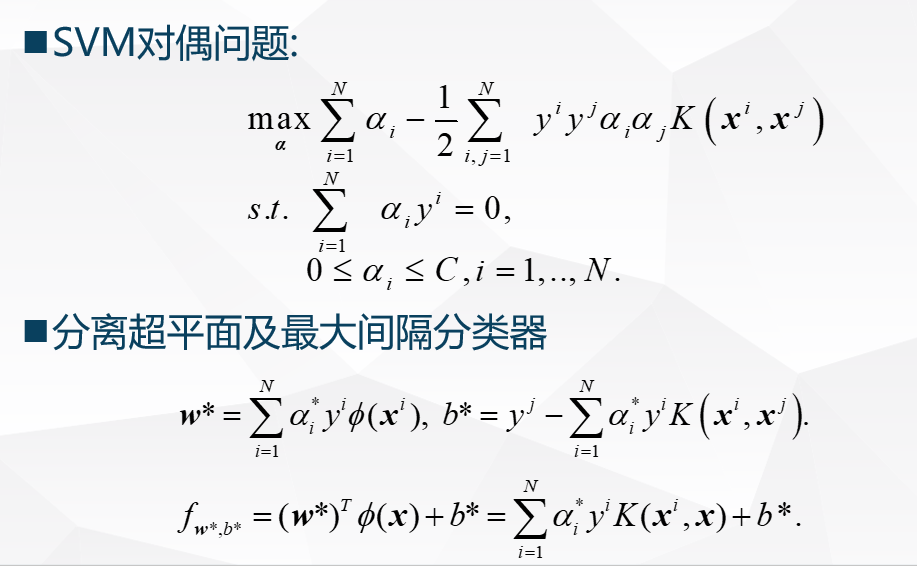 ■SVM对偶问题:
$\max_{\boldsymbol{\alpha}} \sum_{i=1}^{N} \alpha_i - \frac{1}{2} \sum_{i,j=1}^{N} y^i y^j \alpha_i \alpha_j K\left(\boldsymbol{x}^i, \boldsymbol{x}^j\right)$
$s.t. \sum_{i=1}^{N} \alpha_i y^i = 0,$
$0 \le \alpha_i \le C, i = 1,.., N.$
■分离超平面及最大间隔分类器
$\boldsymbol{w}* = \sum_{i=1}^{N} \alpha_i^* y^i \phi(\boldsymbol{x}^i), \ b* = y^j - \sum_{i=1}^{N} \alpha_i^* y^i K\left(\boldsymbol{x}^i, \boldsymbol{x}^j\right).$
$f_{\boldsymbol{w}*,b*} = (\boldsymbol{w}*)^T \phi(\boldsymbol{x}) + b* = \sum_{i=1}^{N} \alpha_i^* y^i K(\boldsymbol{x}^i, \boldsymbol{x}) + b*.$